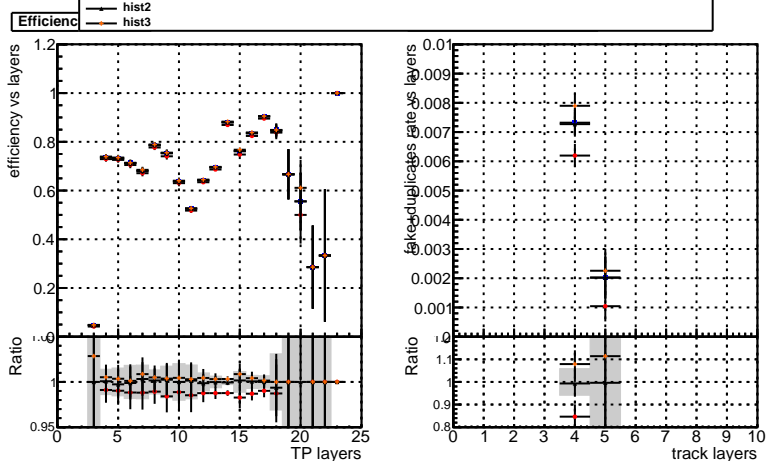 Efficienc
hist2
hist3
efficiency vs layers
1.2
1
0.8
0.6
0.4
0.2
0
Ratio
1
0.95
0 5 10 15 20 25
TP layers
fake+duplicates rate vs layers
0.01
0.009
0.008
0.007
0.006
0.005
0.004
0.003
0.002
0.001
0
Ratio
1.1
1
0.9
0.8
0 1 2 3 4 5 6 7 8 9 10
track layers